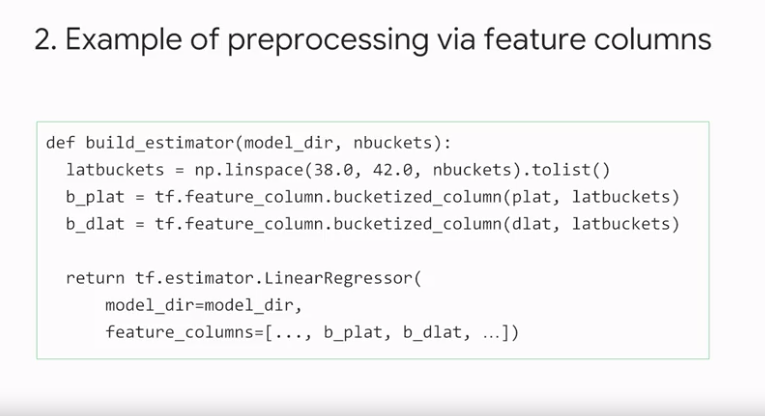 2. Example of preprocessing via feature columns
def build_estimator(model_dir, nbuckets):
  latbuckets = np.linspace(38.0, 42.0, nbuckets).tolist()
  b_plat = tf.feature_column.bucketized_column(plat, latbuckets)
  b_dlat = tf.feature_column.bucketized_column(dlat, latbuckets)
  return tf.estimator.LinearRegressor(
      model_dir=model_dir,
      feature_columns=[..., b_plat, b_dlat, ...])